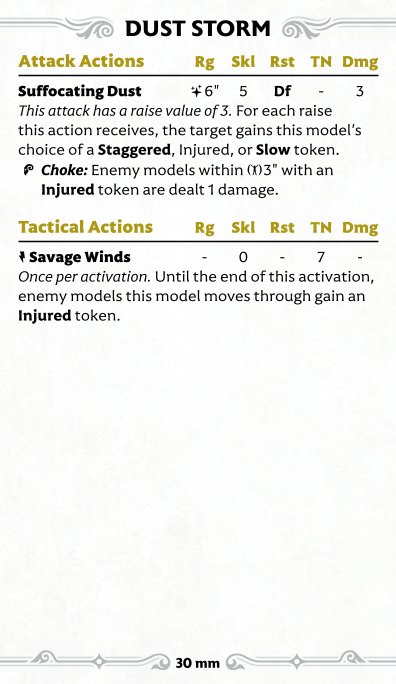 DUST STORM
Attack Actions Rg Skl Rst TN Dmg
Suffocating Dust 6" 5 Df - 3
This attack has a raise value of 3. For each raise
this action receives, the target gains this model's
choice of Staggered, Injured, or Slow token.
Choke: Enemy models within 3" with an
Injured token are dealt 1 damage.
Tactical Actions Rg Skl Rst TN Dmg
Savage Winds - 0 - 7 -
Once per activation. Until the end of this activation,
enemy models this model moves through gain an
Injured token.
30 mm